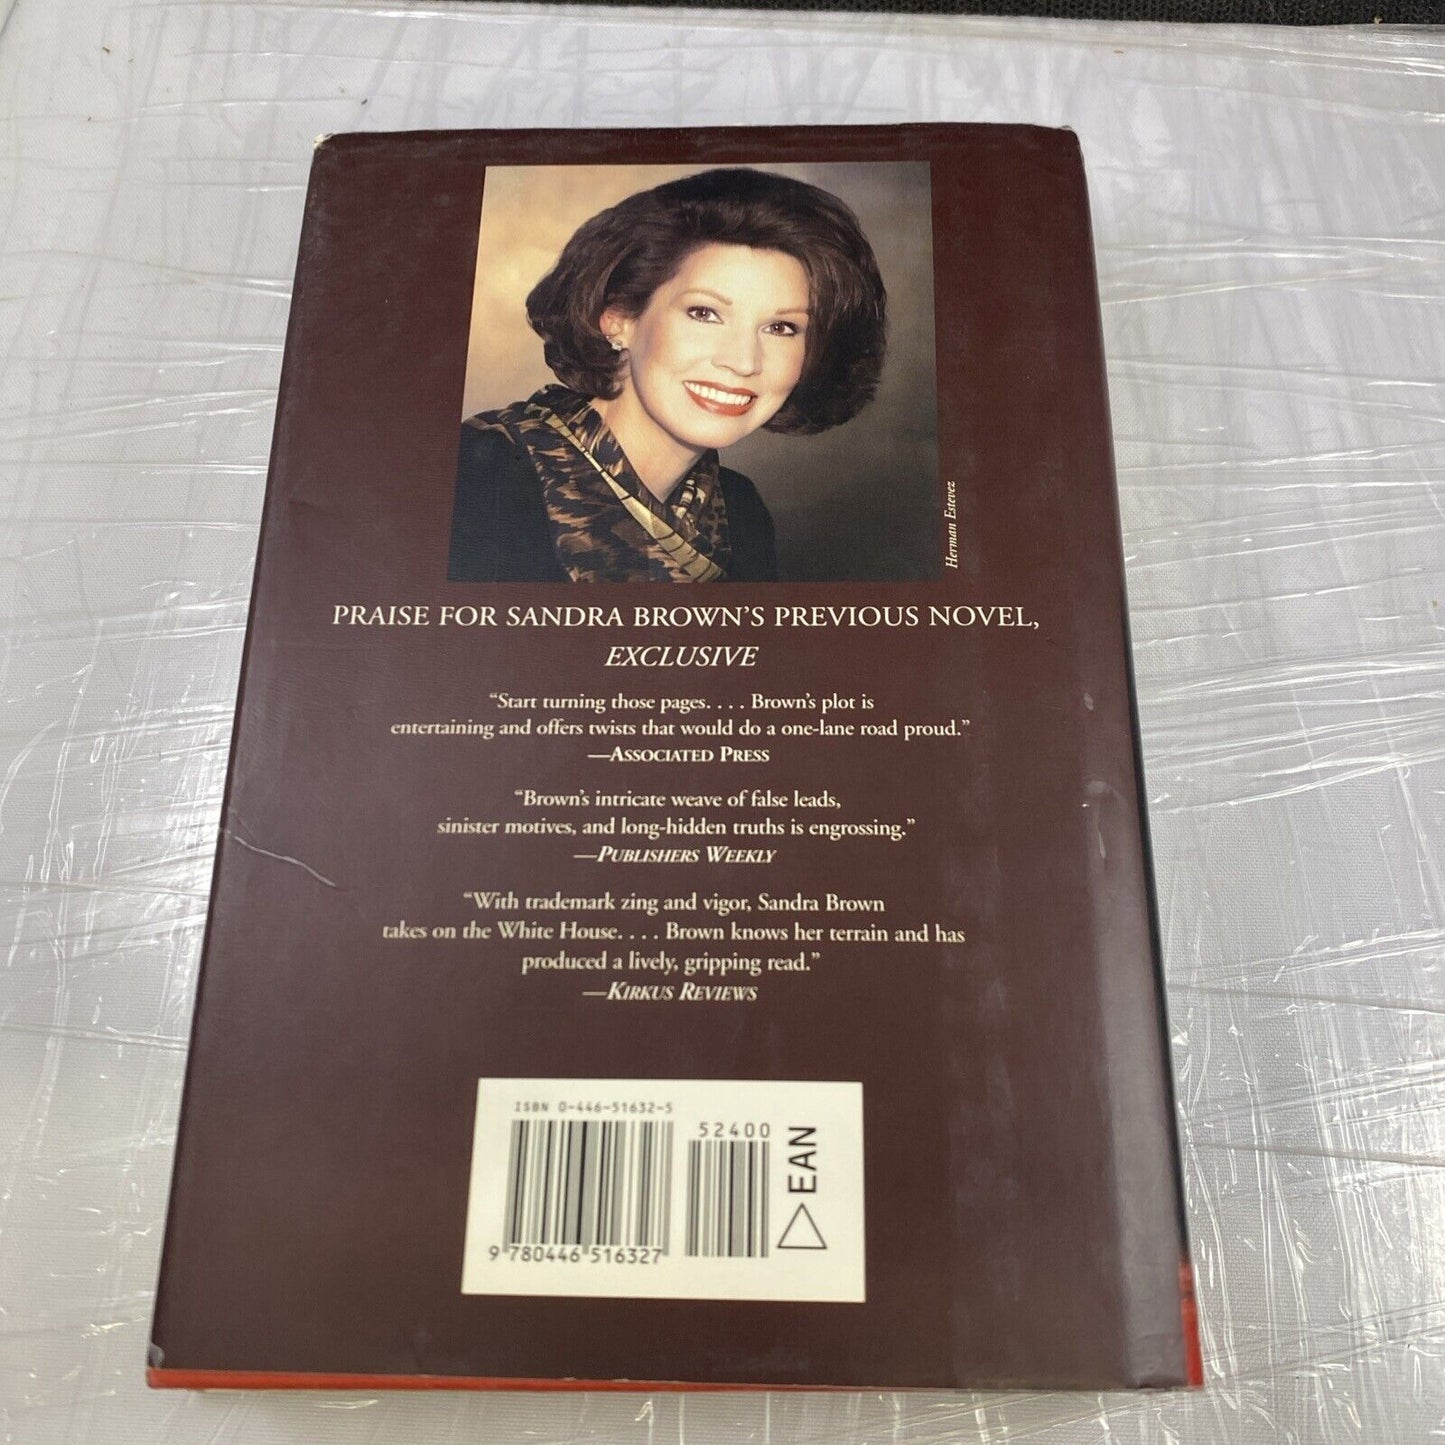 Herman Estevez
PRAISE FOR SANDRA BROWN’S PREVIOUS NOVEL,
EXCLUSIVE
“Start turning those pages. . . . Brown’s plot is
entertaining and offers twists that would do a one-lane road proud.”
—ASSOCIATED PRESS
“Brown’s intricate weave of false leads,
sinister motives, and long-hidden truths is engrossing.”
—PUBLISHERS WEEKLY
“With trademark zing and vigor, Sandra Brown
takes on the White House. . . . Brown knows her terrain and has
produced a lively, gripping read.”
—KIRKUS REVIEWS
ISBN 0-446-51632-5
52400
EAN
9 780446 516327